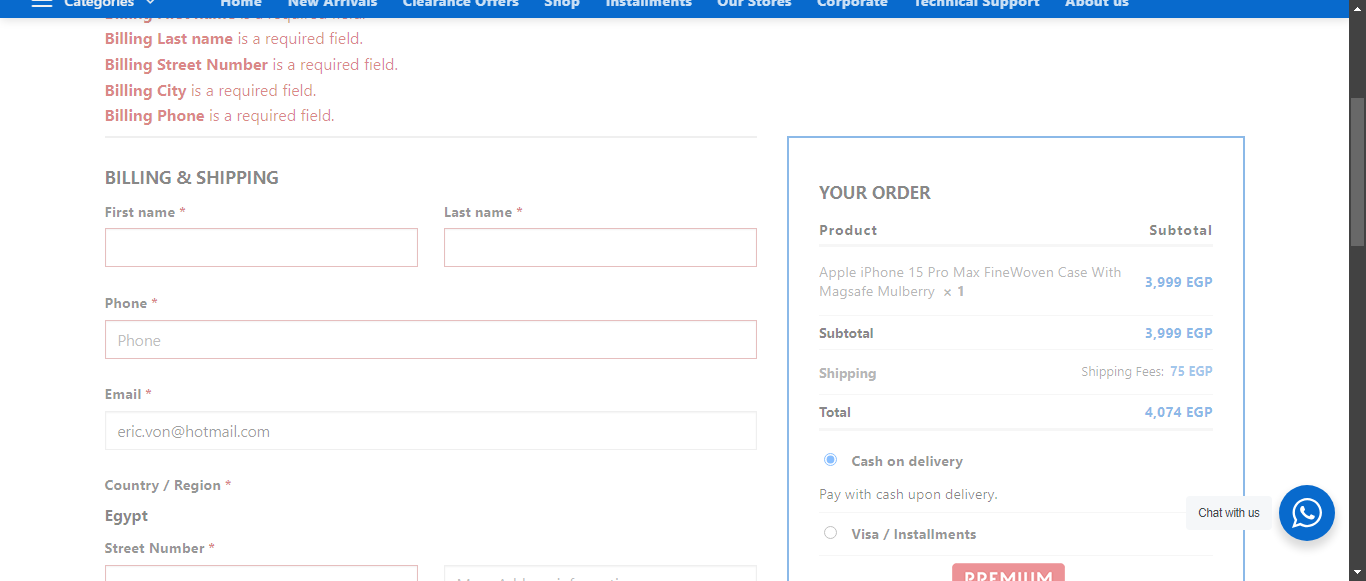 Categories Home New Arrivals Clearance Offers Shop Installments Our Stores Corporate Technical Support About us
Billing First name is a required field.
Billing Last name is a required field.
Billing Street Number is a required field.
Billing City is a required field.
Billing Phone is a required field.
BILLING & SHIPPING
First name *
Last name *
Phone *
Phone
Email *
eric.von@hotmail.com
Country / Region *
Egypt
Street Number *
YOUR ORDER
Product Subtotal
Apple iPhone 15 Pro Max FineWoven Case With
Magsafe Mulberry × 1
3,999 EGP
Subtotal 3,999 EGP
Shipping Shipping Fees: 75 EGP
Total 4,074 EGP
Cash on delivery
Pay with cash upon delivery.
Visa / Installments
PREMIUM
Chat with us